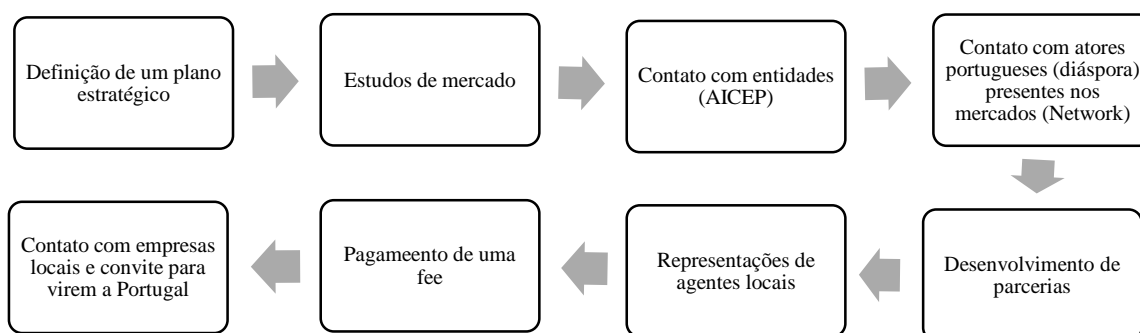 Definição de um plano
estratégico
Estudos de mercado
Contato com entidades
(AICEP)
Contato com atores
portugueses (diáspora)
presentes nos
mercados (Network)
Desenvolvimento de
parcerias
Representações de
agentes locais
Pagameento de uma
fee
Contato com empresas
locais e convite para
virem a Portugal